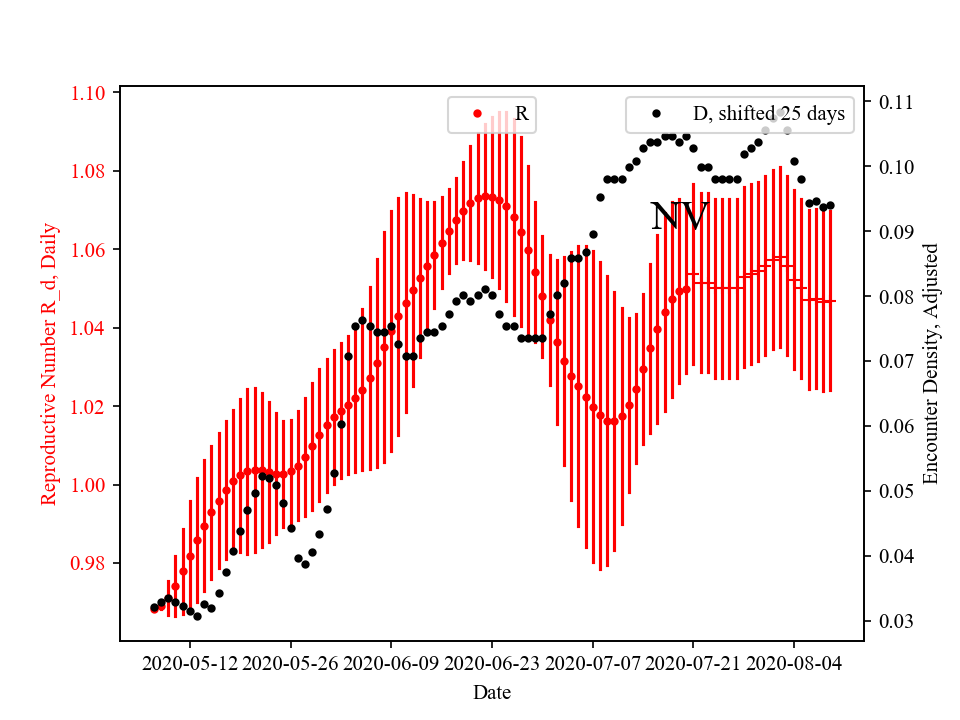 R
D, shifted 25 days
NV
Reproductive Number R_d, Daily
1.10
1.08
1.06
1.04
1.02
1.00
0.98
0.11
0.10
0.09
0.08
0.07
0.06
0.05
0.04
0.03
Encounter Density, Adjusted
2020-05-12 2020-05-26 2020-06-09 2020-06-23 2020-07-07 2020-07-21 2020-08-04
Date